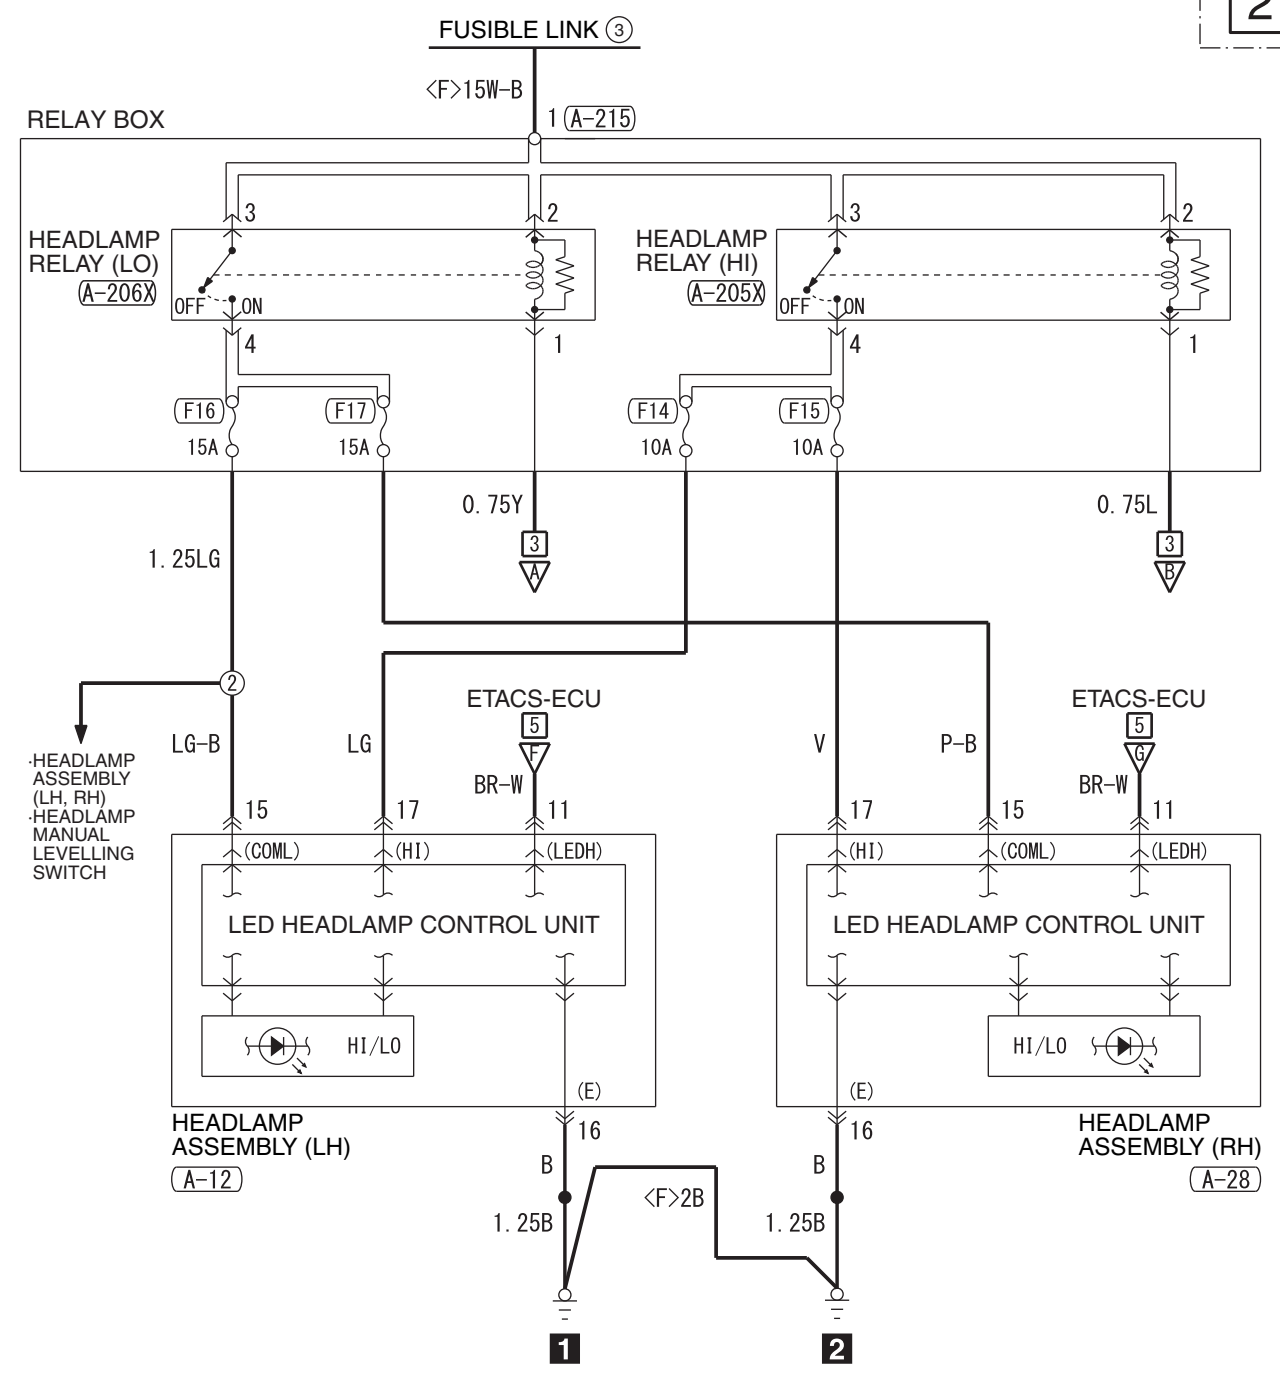 2
FUSIBLE LINK 3
<F>15W-B
1 A-215
RELAY BOX
3 2 3 2
HEADLAMP
RELAY (LO)
A-206X
OFF ON
HEADLAMP
RELAY (HI)
A-205X
OFF ON
4 1 4 1
F16 F17 F14 F15
15A 15A 10A 10A
0.75Y 0.75L
3 3
A B
1.25LG
2
ETACS-ECU ETACS-ECU
5 5
F G
LG-B LG BR-W V P-B BR-W
·HEADLAMP
ASSEMBLY
(LH, RH)
·HEADLAMP
MANUAL
LEVELLING
SWITCH
15 17 11 17 15 11
(COML) (HI) (LEDH) (HI) (COML) (LEDH)
LED HEADLAMP CONTROL UNIT LED HEADLAMP CONTROL UNIT
HI/LO HI/LO
(E) (E)
HEADLAMP
ASSEMBLY (LH)
A-12
16 16
HEADLAMP
ASSEMBLY (RH)
A-28
B B
<F>2B
1.25B 1.25B
1 2